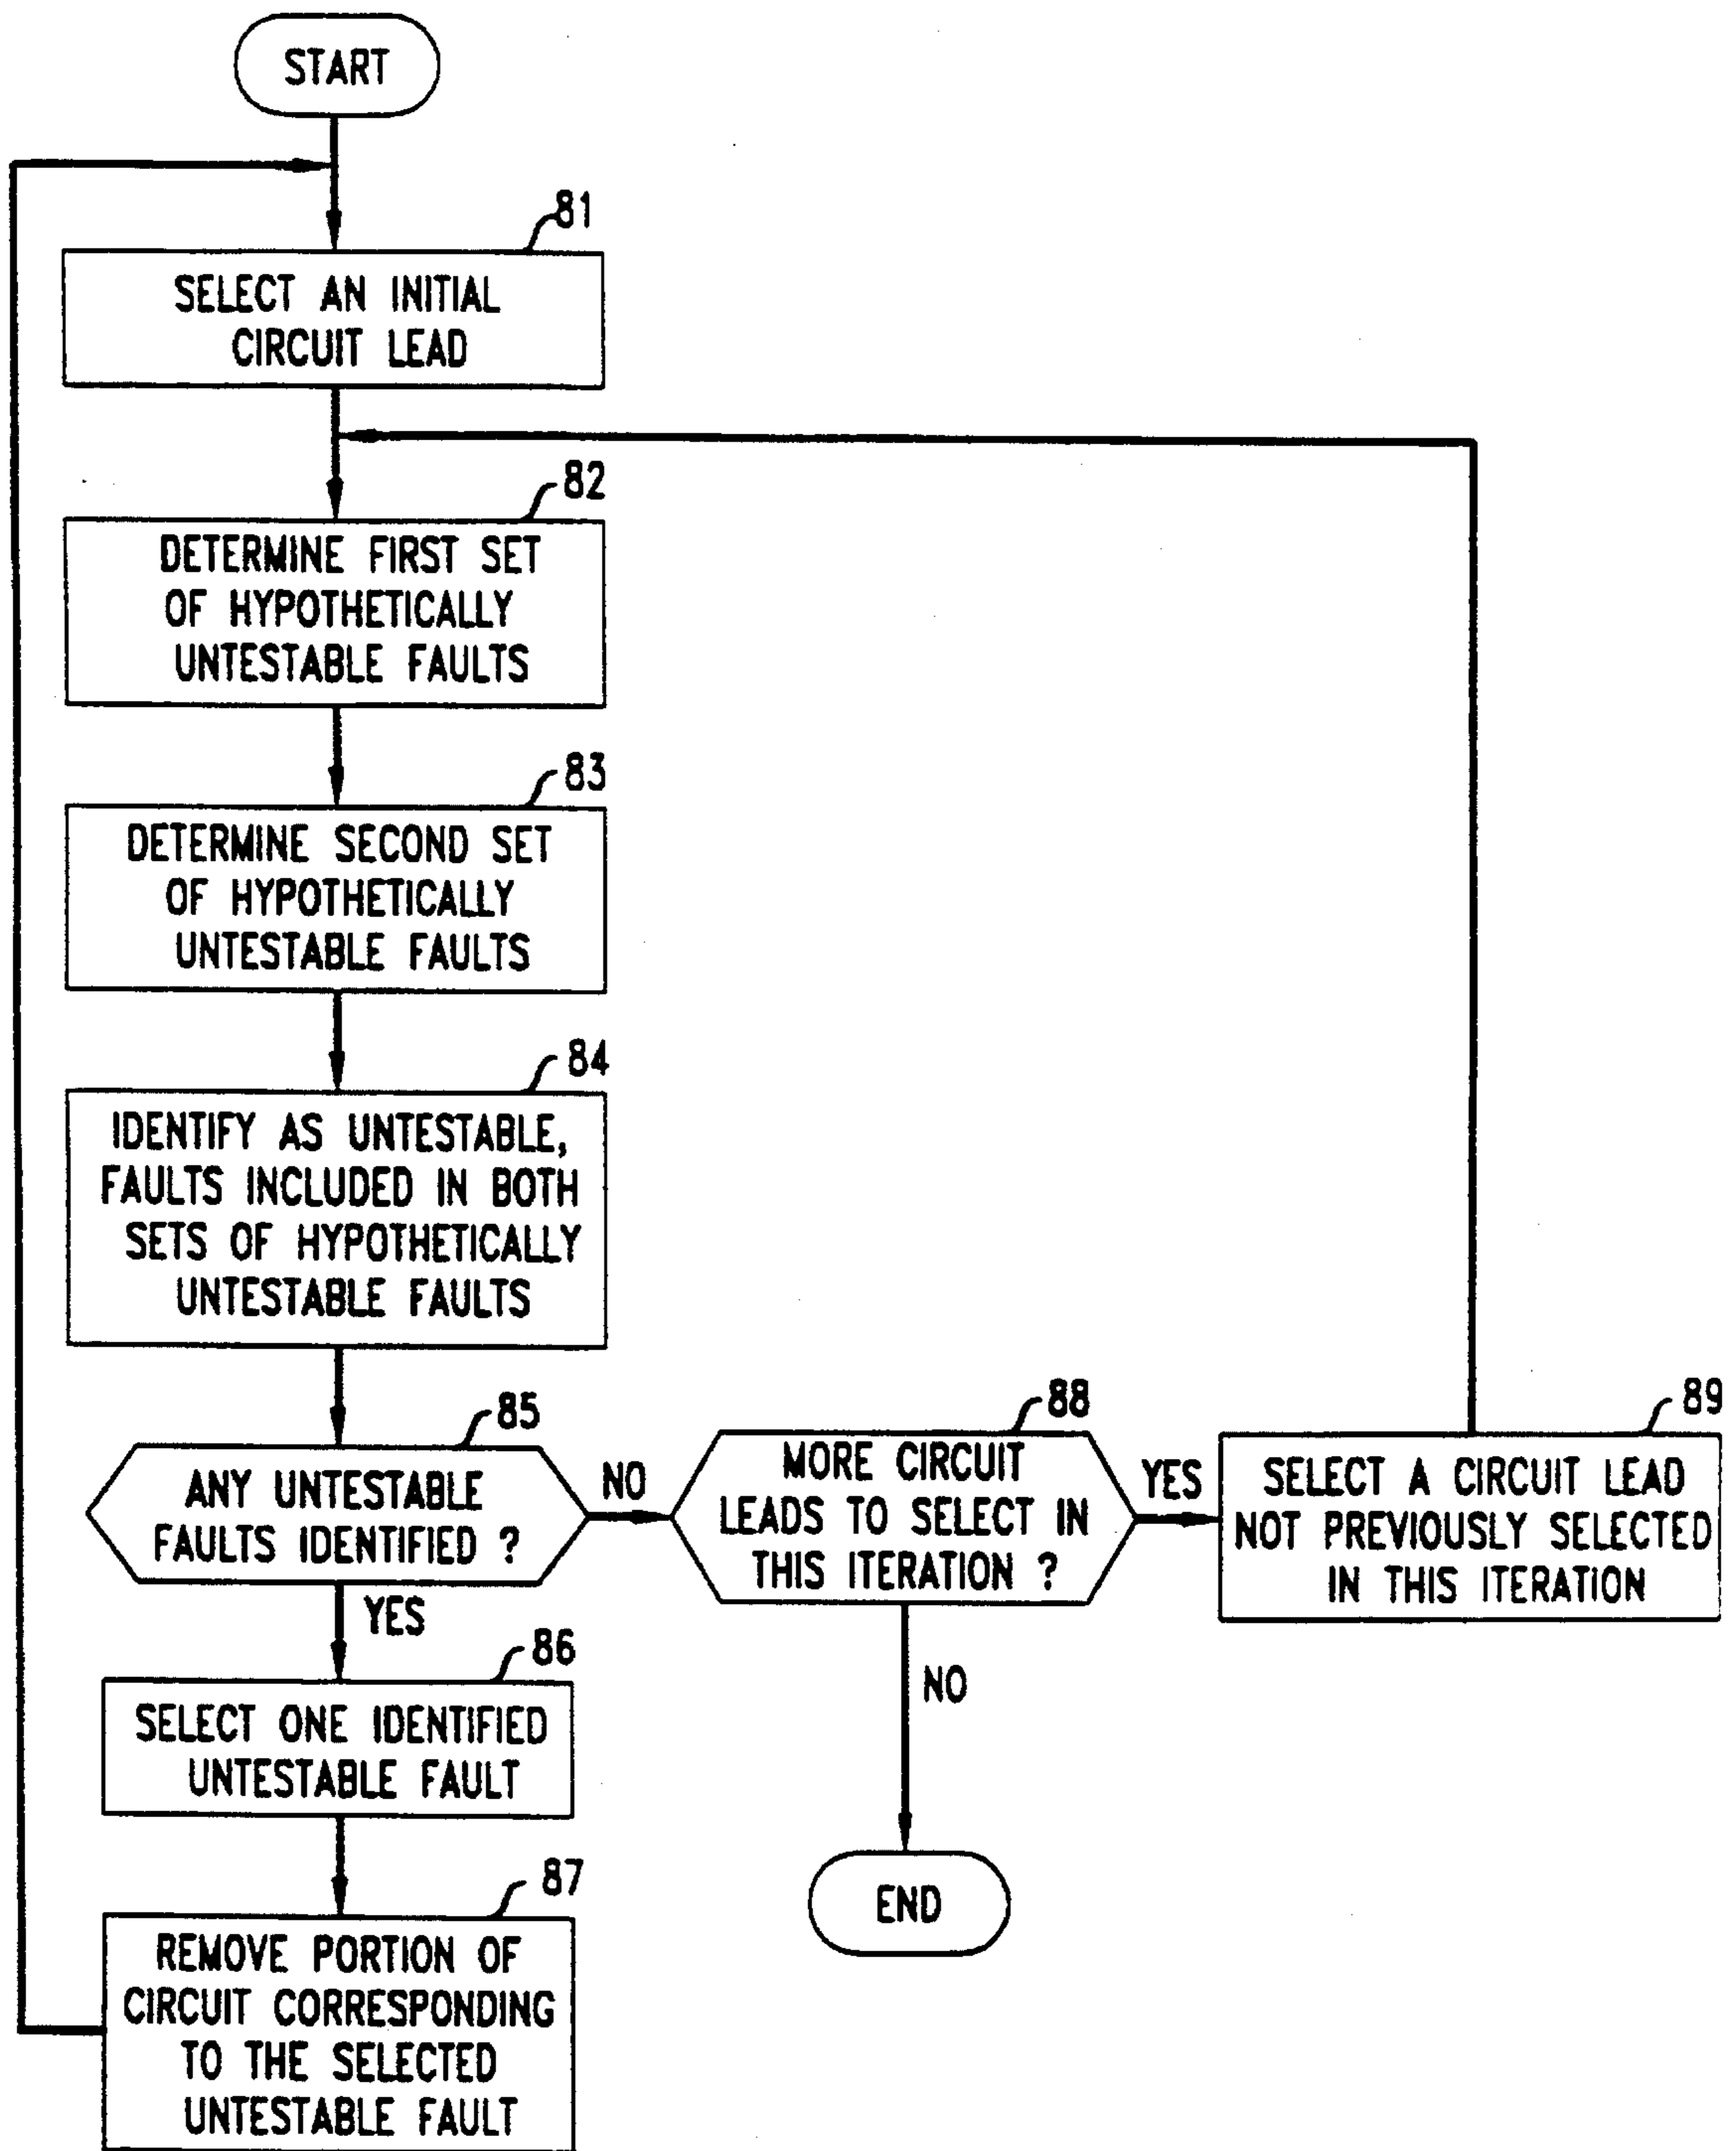 START
81
SELECT AN INITIAL
CIRCUIT LEAD
82
DETERMINE FIRST SET
OF HYPOTHETICALLY
UNTESTABLE FAULTS
83
DETERMINE SECOND SET
OF HYPOTHETICALLY
UNTESTABLE FAULTS
84
IDENTIFY AS UNTESTABLE,
FAULTS INCLUDED IN BOTH
SETS OF HYPOTHETICALLY
UNTESTABLE FAULTS
85
ANY UNTESTABLE
FAULTS IDENTIFIED ?
NO
88
MORE CIRCUIT
LEADS TO SELECT IN
THIS ITERATION ?
YES
89
SELECT A CIRCUIT LEAD
NOT PREVIOUSLY SELECTED
IN THIS ITERATION
YES
86
SELECT ONE IDENTIFIED
UNTESTABLE FAULT
NO
87
REMOVE PORTION OF
CIRCUIT CORRESPONDING
TO THE SELECTED
UNTESTABLE FAULT
END